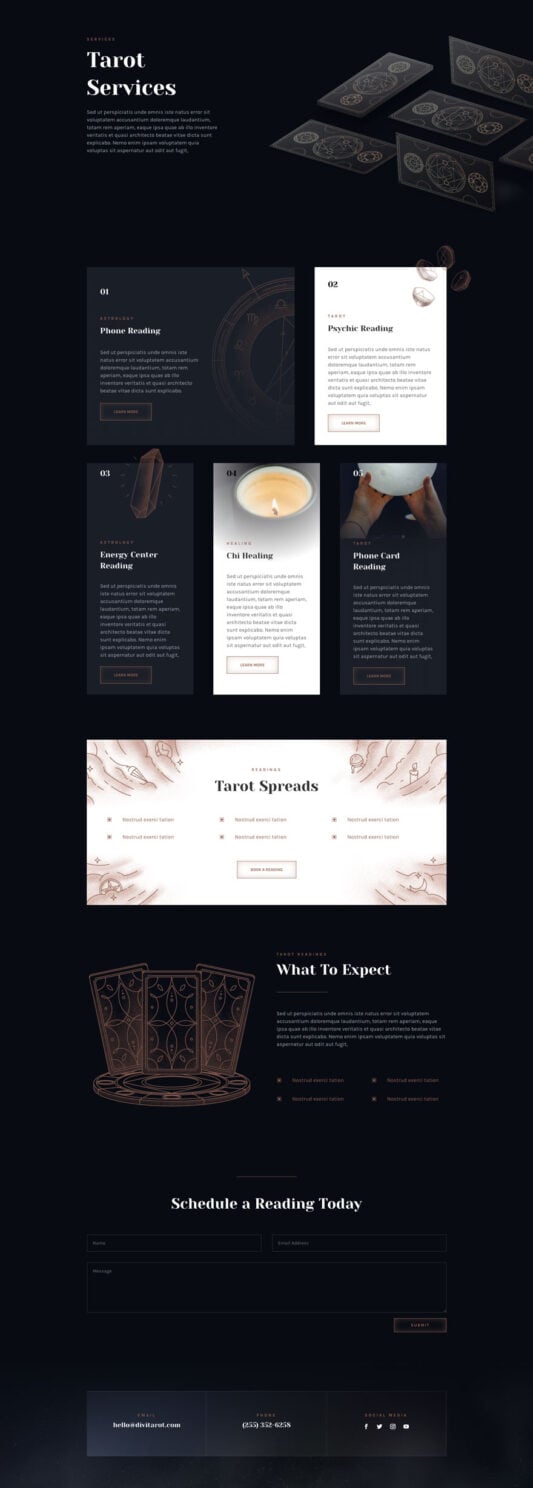 SERVICES
Tarot
Services
Sed ut perspiciatis unde omnis iste natus error sit
voluptatem accusantium doloremque laudantium,
totam rem aperiam, eaque ipsa quae ab illo inventore
veritatis et quasi architecto beatae vitae dicta sunt
explicabo. Nemo enim ipsam voluptatem quia
voluptas sit aspernatur aut odit aut fugit,
01
ASTROLOGY
Phone Reading
Sed ut perspiciatis unde omnis iste
natus error sit voluptatem accusantium
doloremque laudantium, totam rem
aperiam, eaque ipsa quae ab illo
inventore veritatis et quasi architecto
beatae vitae dicta sunt explicabo.
LEARN MORE
02
TAROT
Psychic Reading
Sed ut perspiciatis unde omnis iste natus
error sit voluptatem accusantium
doloremque laudantium, totam rem
aperiam, eaque ipsa quae ab illo inventore
veritatis et quasi architecto beatae vitae
dicta sunt explicabo. Nemo enim ipsam
voluptatem quia voluptas sit aspernatur
aut odit aut fugit,
LEARN MORE
03
ASTROLOGY
Energy Center
Reading
Sed ut perspiciatis unde omnis
iste natus error sit voluptatem
accusantium doloremque
laudantium, totam rem aperiam,
eaque ipsa quae ab illo
inventore veritatis et quasi
architecto beatae vitae dicta
sunt explicabo. Nemo enim
ipsam voluptatem quia voluptas
sit aspernatur aut odit aut fugit,
LEARN MORE
04
HEALING
Chi Healing
Sed ut perspiciatis unde omnis
iste natus error sit voluptatem
accusantium doloremque
laudantium, totam rem aperiam,
eaque ipsa quae ab illo
inventore veritatis et quasi
architecto beatae vitae dicta
sunt explicabo. Nemo enim
ipsam voluptatem quia voluptas
sit aspernatur aut odit aut fugit,
LEARN MORE
05
TAROT
Phone Card
Reading
Sed ut perspiciatis unde omnis
iste natus error sit voluptatem
accusantium doloremque
laudantium, totam rem aperiam,
eaque ipsa quae ab illo
inventore veritatis et quasi
architecto beatae vitae dicta
sunt explicabo. Nemo enim
ipsam voluptatem quia voluptas
sit aspernatur aut odit aut fugit,
LEARN MORE
READINGS
Tarot Spreads
Nostrud exerci tation
Nostrud exerci tation
Nostrud exerci tation
Nostrud exerci tation
Nostrud exerci tation
Nostrud exerci tation
BOOK A READING
TAROT READINGS
What To Expect
Sed ut perspiciatis unde omnis iste natus error sit voluptatem
accusantium doloremque laudantium, totam rem aperiam, eaque
ipsa quae ab illo inventore veritatis et quasi architecto beatae vitae
dicta sunt explicabo. Nemo enim ipsam voluptatem quia voluptas sit
aspernatur aut odit aut fugit,
Nostrud exerci tation
Nostrud exerci tation
Nostrud exerci tation
Nostrud exerci tation
Schedule a Reading Today
Name
Email Address
Message
SUBMIT
EMAIL
hello@divitarot.com
PHONE
(255) 352-6258
SOCIAL MEDIA